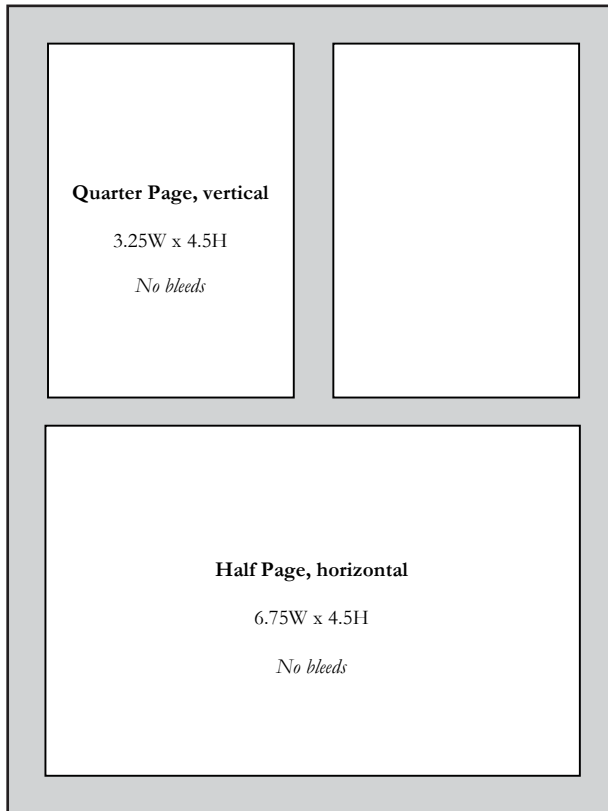 Quarter Page, vertical
3.25W x 4.5H
No bleeds
Half Page, horizontal
6.75W x 4.5H
No bleeds